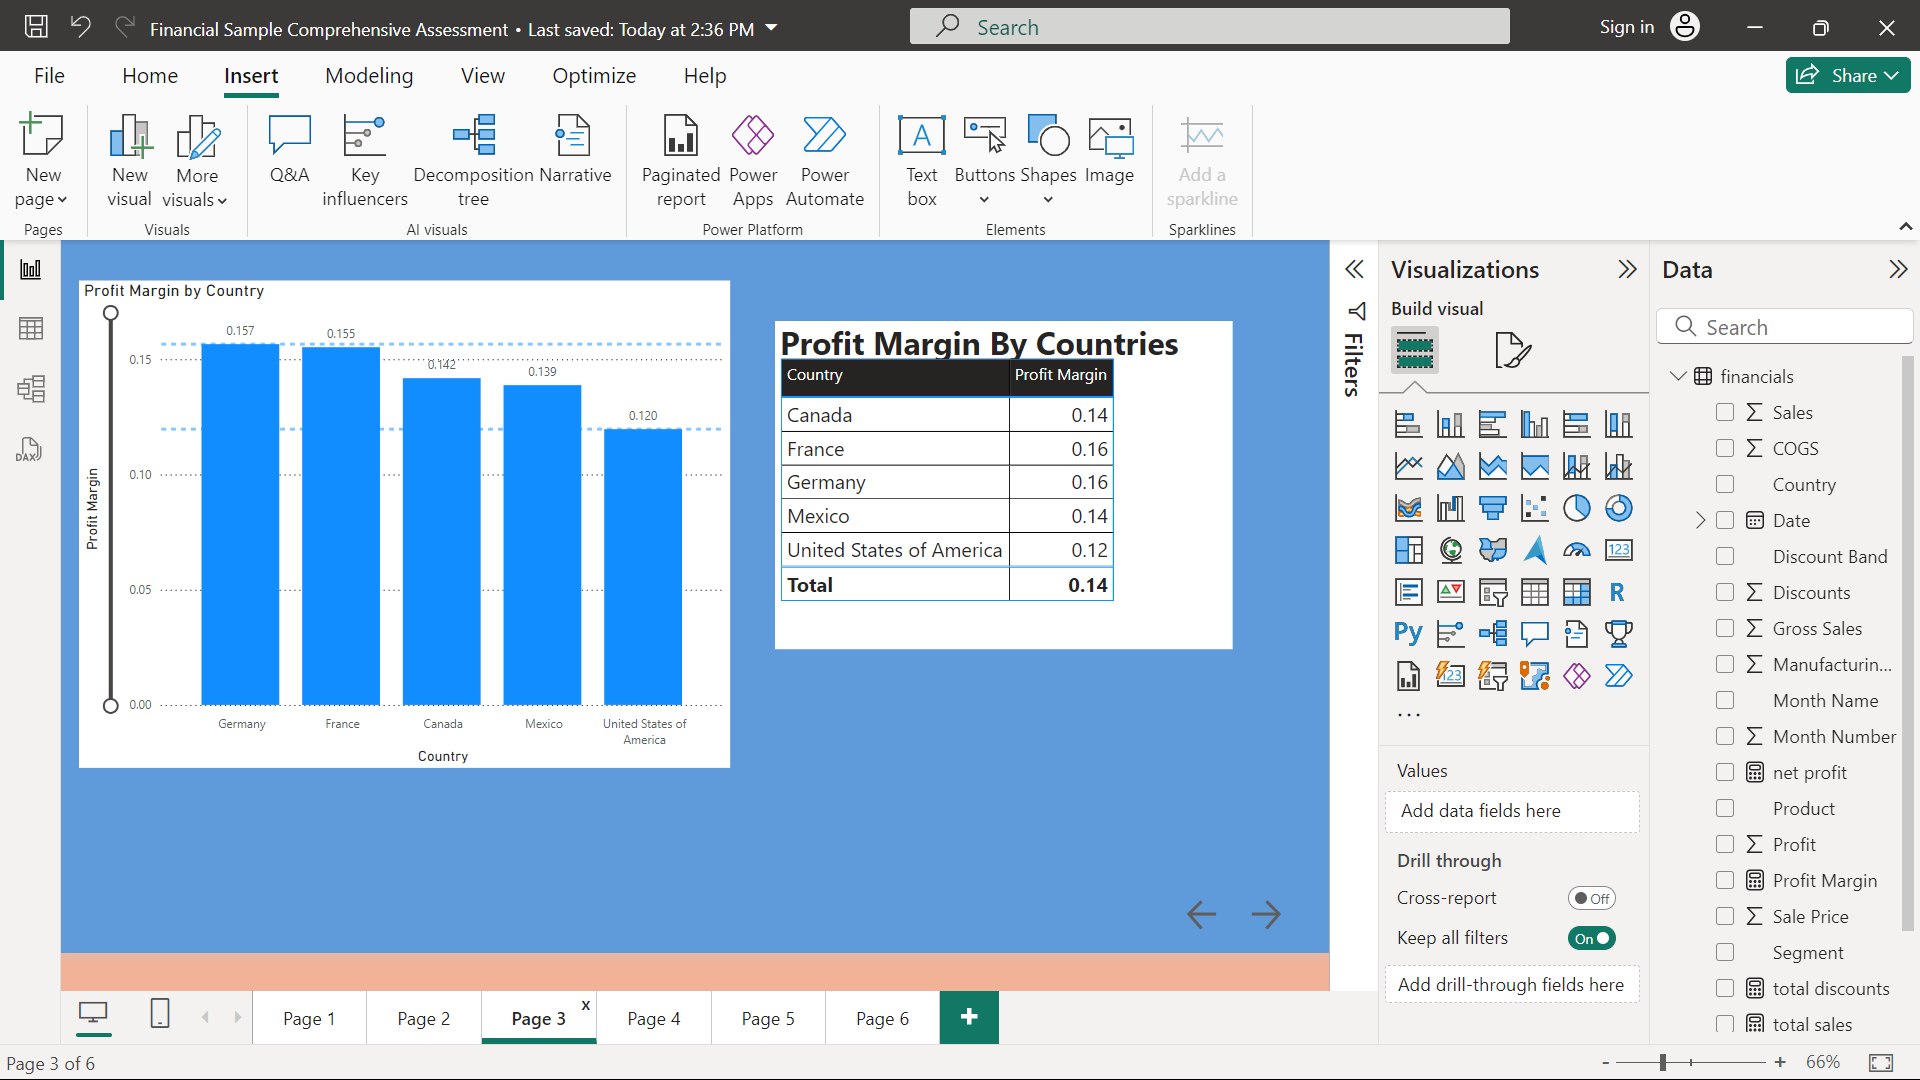 Financial Sample Comprehensive Assessment • Last saved: Today at 2:36 PM
Search
Sign in
File
Home
Insert
Modeling
View
Optimize
Help
Share
New
page
New
visual
More
visuals
Q&A
Key
influencers
Decomposition
tree
Narrative
Paginated
report
Power
Apps
Power
Automate
A
Text
box
Buttons
Shapes
Image
Add a
sparkline
Pages
Visuals
AI visuals
Power Platform
Elements
Sparklines
DAX
Profit Margin by Country
0.157
0.155
0.142
0.139
0.120
0.15
0.10
0.05
0.00
Profit Margin
Germany
France
Canada
Mexico
United States of
America
Country
Profit Margin By Countries
Country Profit Margin
Canada 0.14
France 0.16
Germany 0.16
Mexico 0.14
United States of America 0.12
Total 0.14
Filters
Visualizations
Build visual
123
R
Py
123
Values
Add data fields here
Drill through
Cross-report
Off
Keep all filters
On
Add drill-through fields here
Data
Search
financials
Sales
COGS
Country
Date
Discount Band
Discounts
Gross Sales
Manufacturin...
Month Name
Month Number
net profit
Product
Profit
Profit Margin
Sale Price
Segment
total discounts
total sales
Page 1
Page 2
Page 3
x
Page 4
Page 5
Page 6
+
Page 3 of 6
-
+
66%